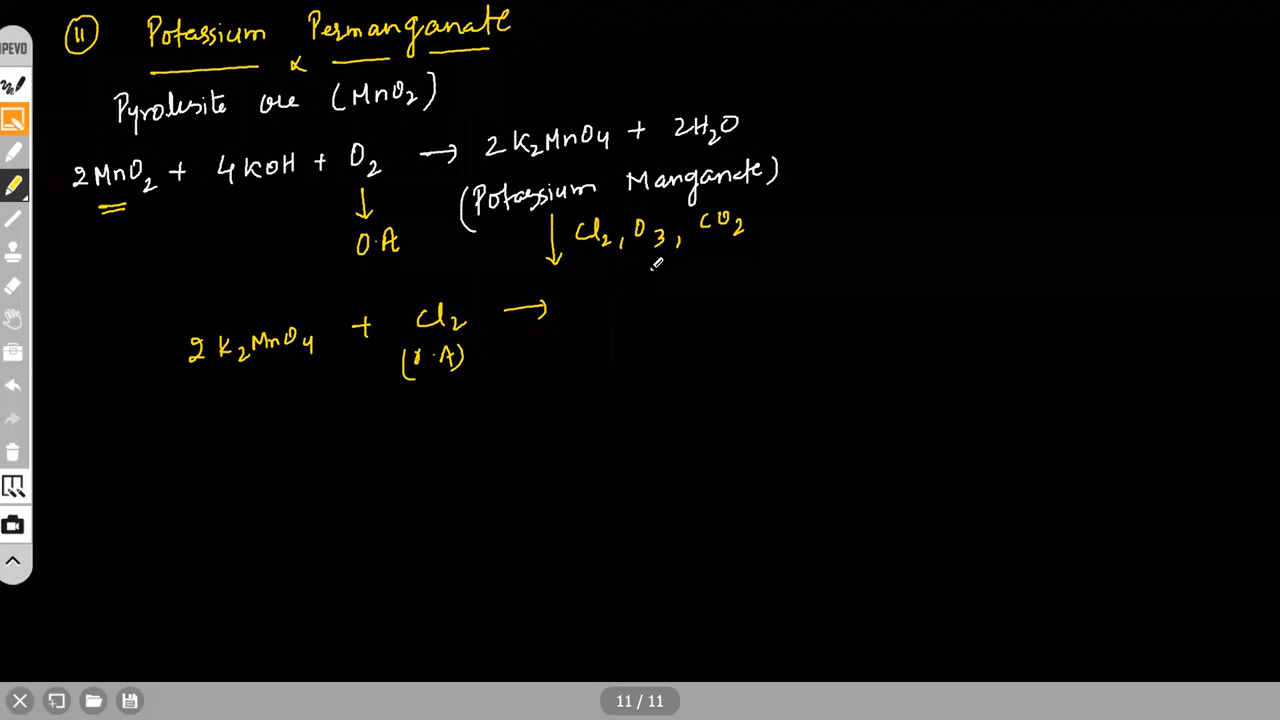 11 Potassium Permanganate
Pyrolusite ore (MnO2)
2MnO2 + 4KOH + O2 → 2K2MnO4 + 2H2O
(Potassium Manganate)
O.A
Cl2, O3, CO2
2K2MnO4 + Cl2 →
(O.A)
IPEVO
11 / 11